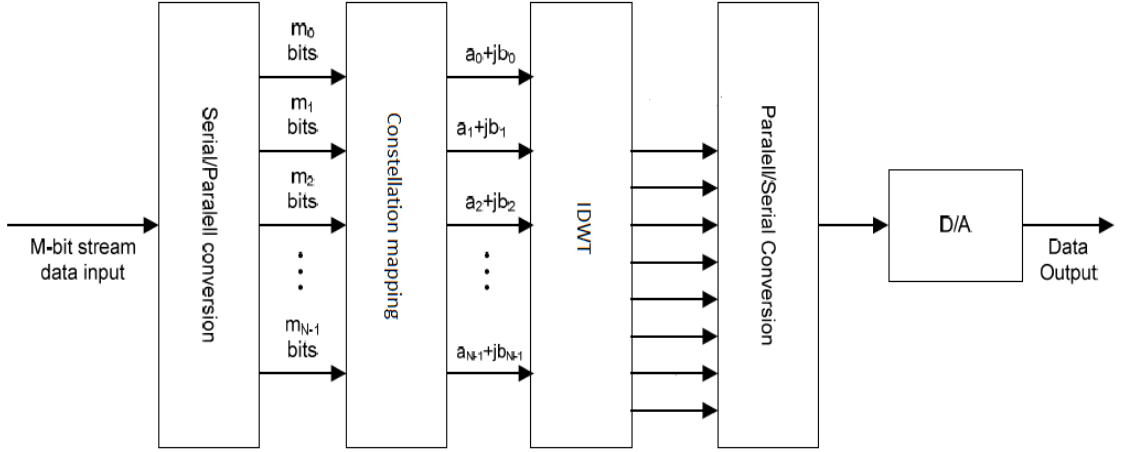 M-bit stream
data input
Serial/Paralell conversion
m0
bits
m1
bits
m2
bits
mN-1
bits
Constellation mapping
a0+jb0
a1+jb1
a2+jb2
aN-1+jbN-1
IDWT
Paralell/Serial Conversion
D/A
Data
Output